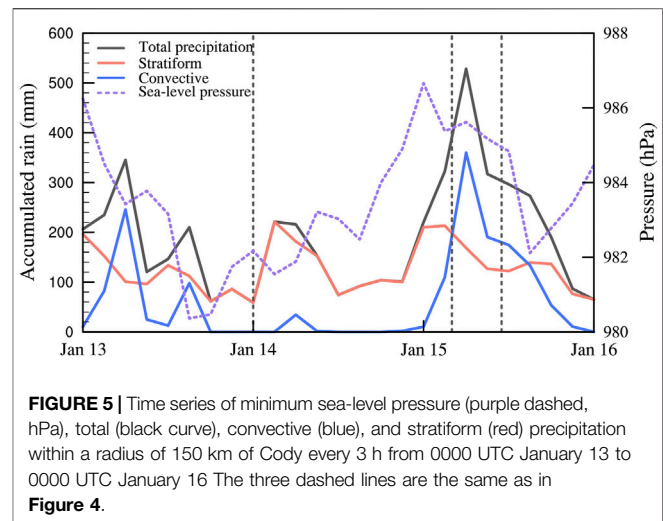 600
500
400
300
200
100
0
Accumulated rain (mm)
Total precipitation
Stratiform
Convective
Sea-level pressure
988
986
984
982
980
Pressure (hPa)
Jan 13
Jan 14
Jan 15
Jan 16
FIGURE 5 | Time series of minimum sea-level pressure (purple dashed,
hPa), total (black curve), convective (blue), and stratiform (red) precipitation
within a radius of 150 km of Cody every 3 h from 0000 UTC January 13 to
0000 UTC January 16 The three dashed lines are the same as in
Figure 4.